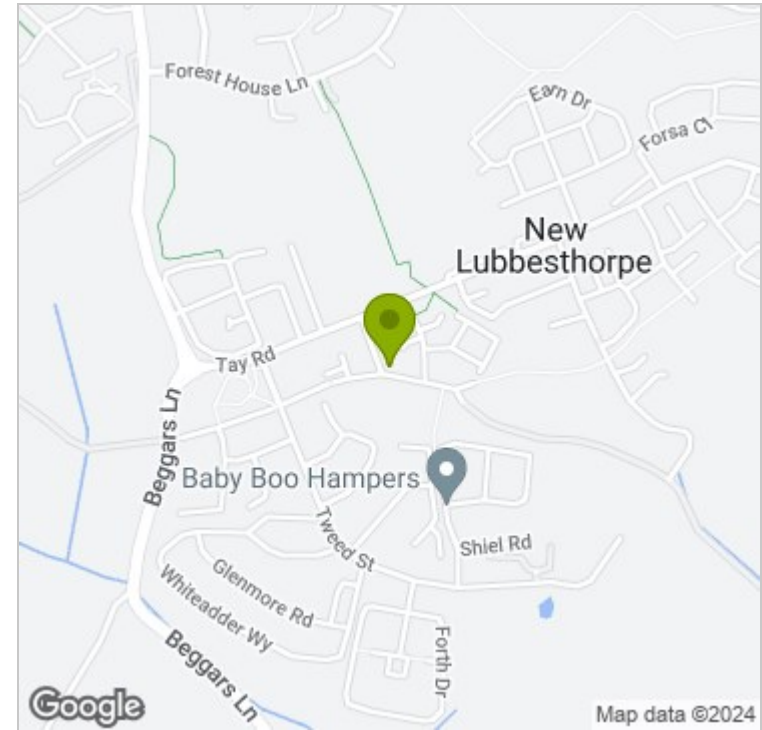 Forest House Ln
Earn Dr
Forsa Cl
New
Lubbesthorpe
Tay Rd
Beggars Ln
Baby Boo Hampers
Tweed St
Shiel Rd
Glenmore Rd
Whiteadder Wy
Forth Dr
Beggars Ln
Google
Map data ©2024